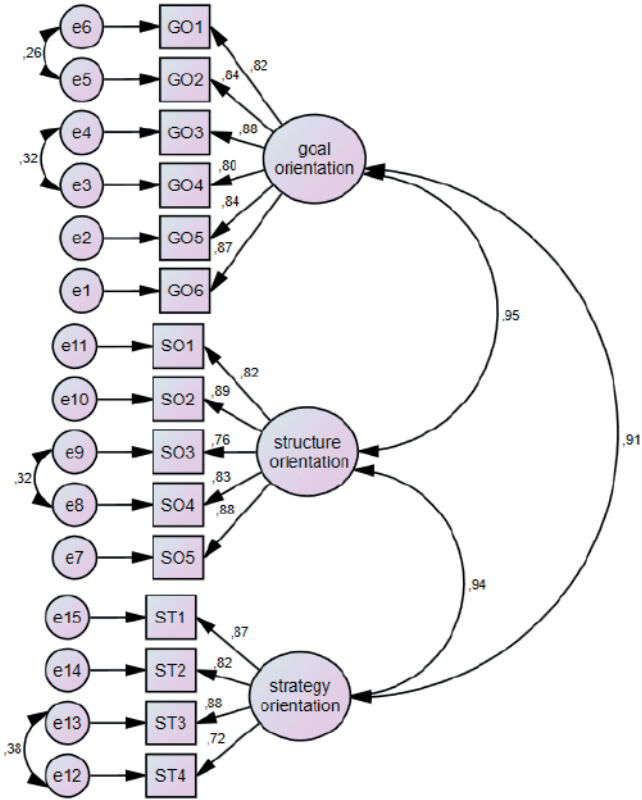 e6
GO1
,82
,26
e5
GO2
,84
e4
GO3
,88
goal
orientation
,32
e3
GO4
,80
e2
GO5
,84
e1
GO6
,87
,95
e11
SO1
,82
e10
SO2
,89
e9
SO3
,76
structure
orientation
,91
,32
e8
SO4
,83
e7
SO5
,88
,94
e15
ST1
,87
e14
ST2
,82
e13
ST3
,88
strategy
orientation
,38
e12
ST4
,72